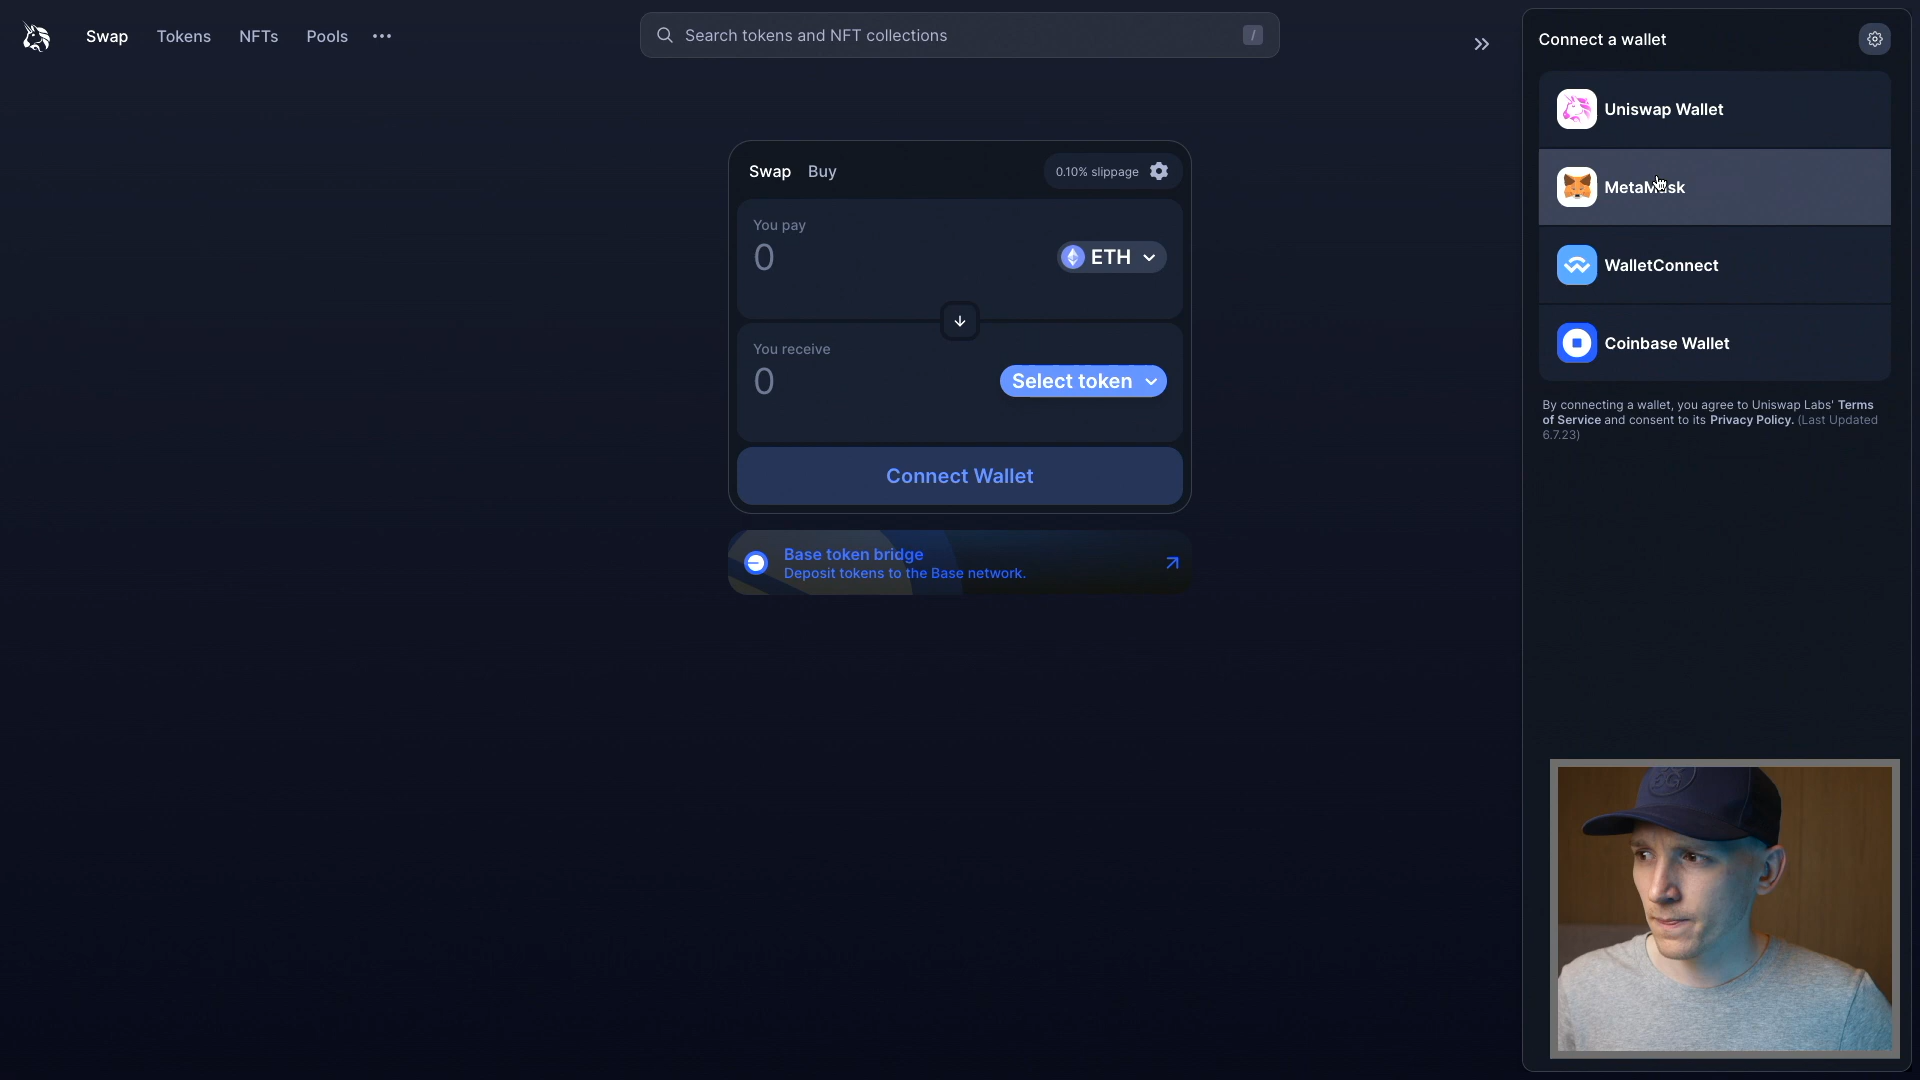 Swap
Tokens
NFTs
Pools
Search tokens and NFT collections
/
Swap
Buy
0.10% slippage
You pay
0
ETH
You receive
0
Select token
Connect Wallet
Base token bridge
Deposit tokens to the Base network.
Connect a wallet
Uniswap Wallet
MetaMask
WalletConnect
Coinbase Wallet
By connecting a wallet, you agree to Uniswap Labs' Terms
of Service and consent to its Privacy Policy. (Last Updated
6.7.23)